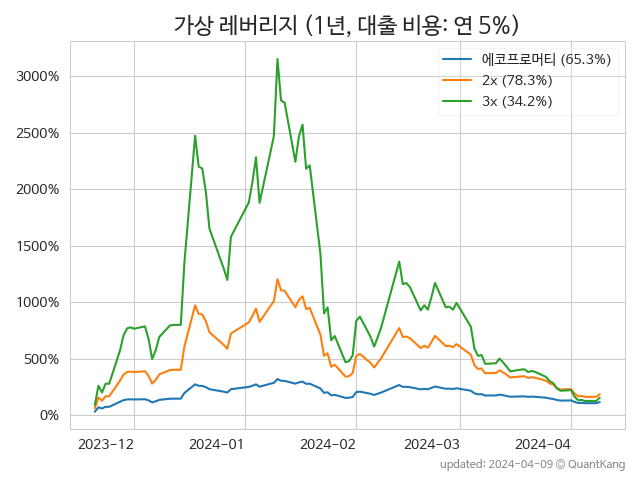 가상 레버리지 (1년, 대출 비용: 연 5%)
에코프로머티 (65.3%)
2x (78.3%)
3x (34.2%)
3000%
2500%
2000%
1500%
1000%
500%
0%
2023-12
2024-01
2024-02
2024-03
2024-04
updated: 2024-04-09 © QuantKang